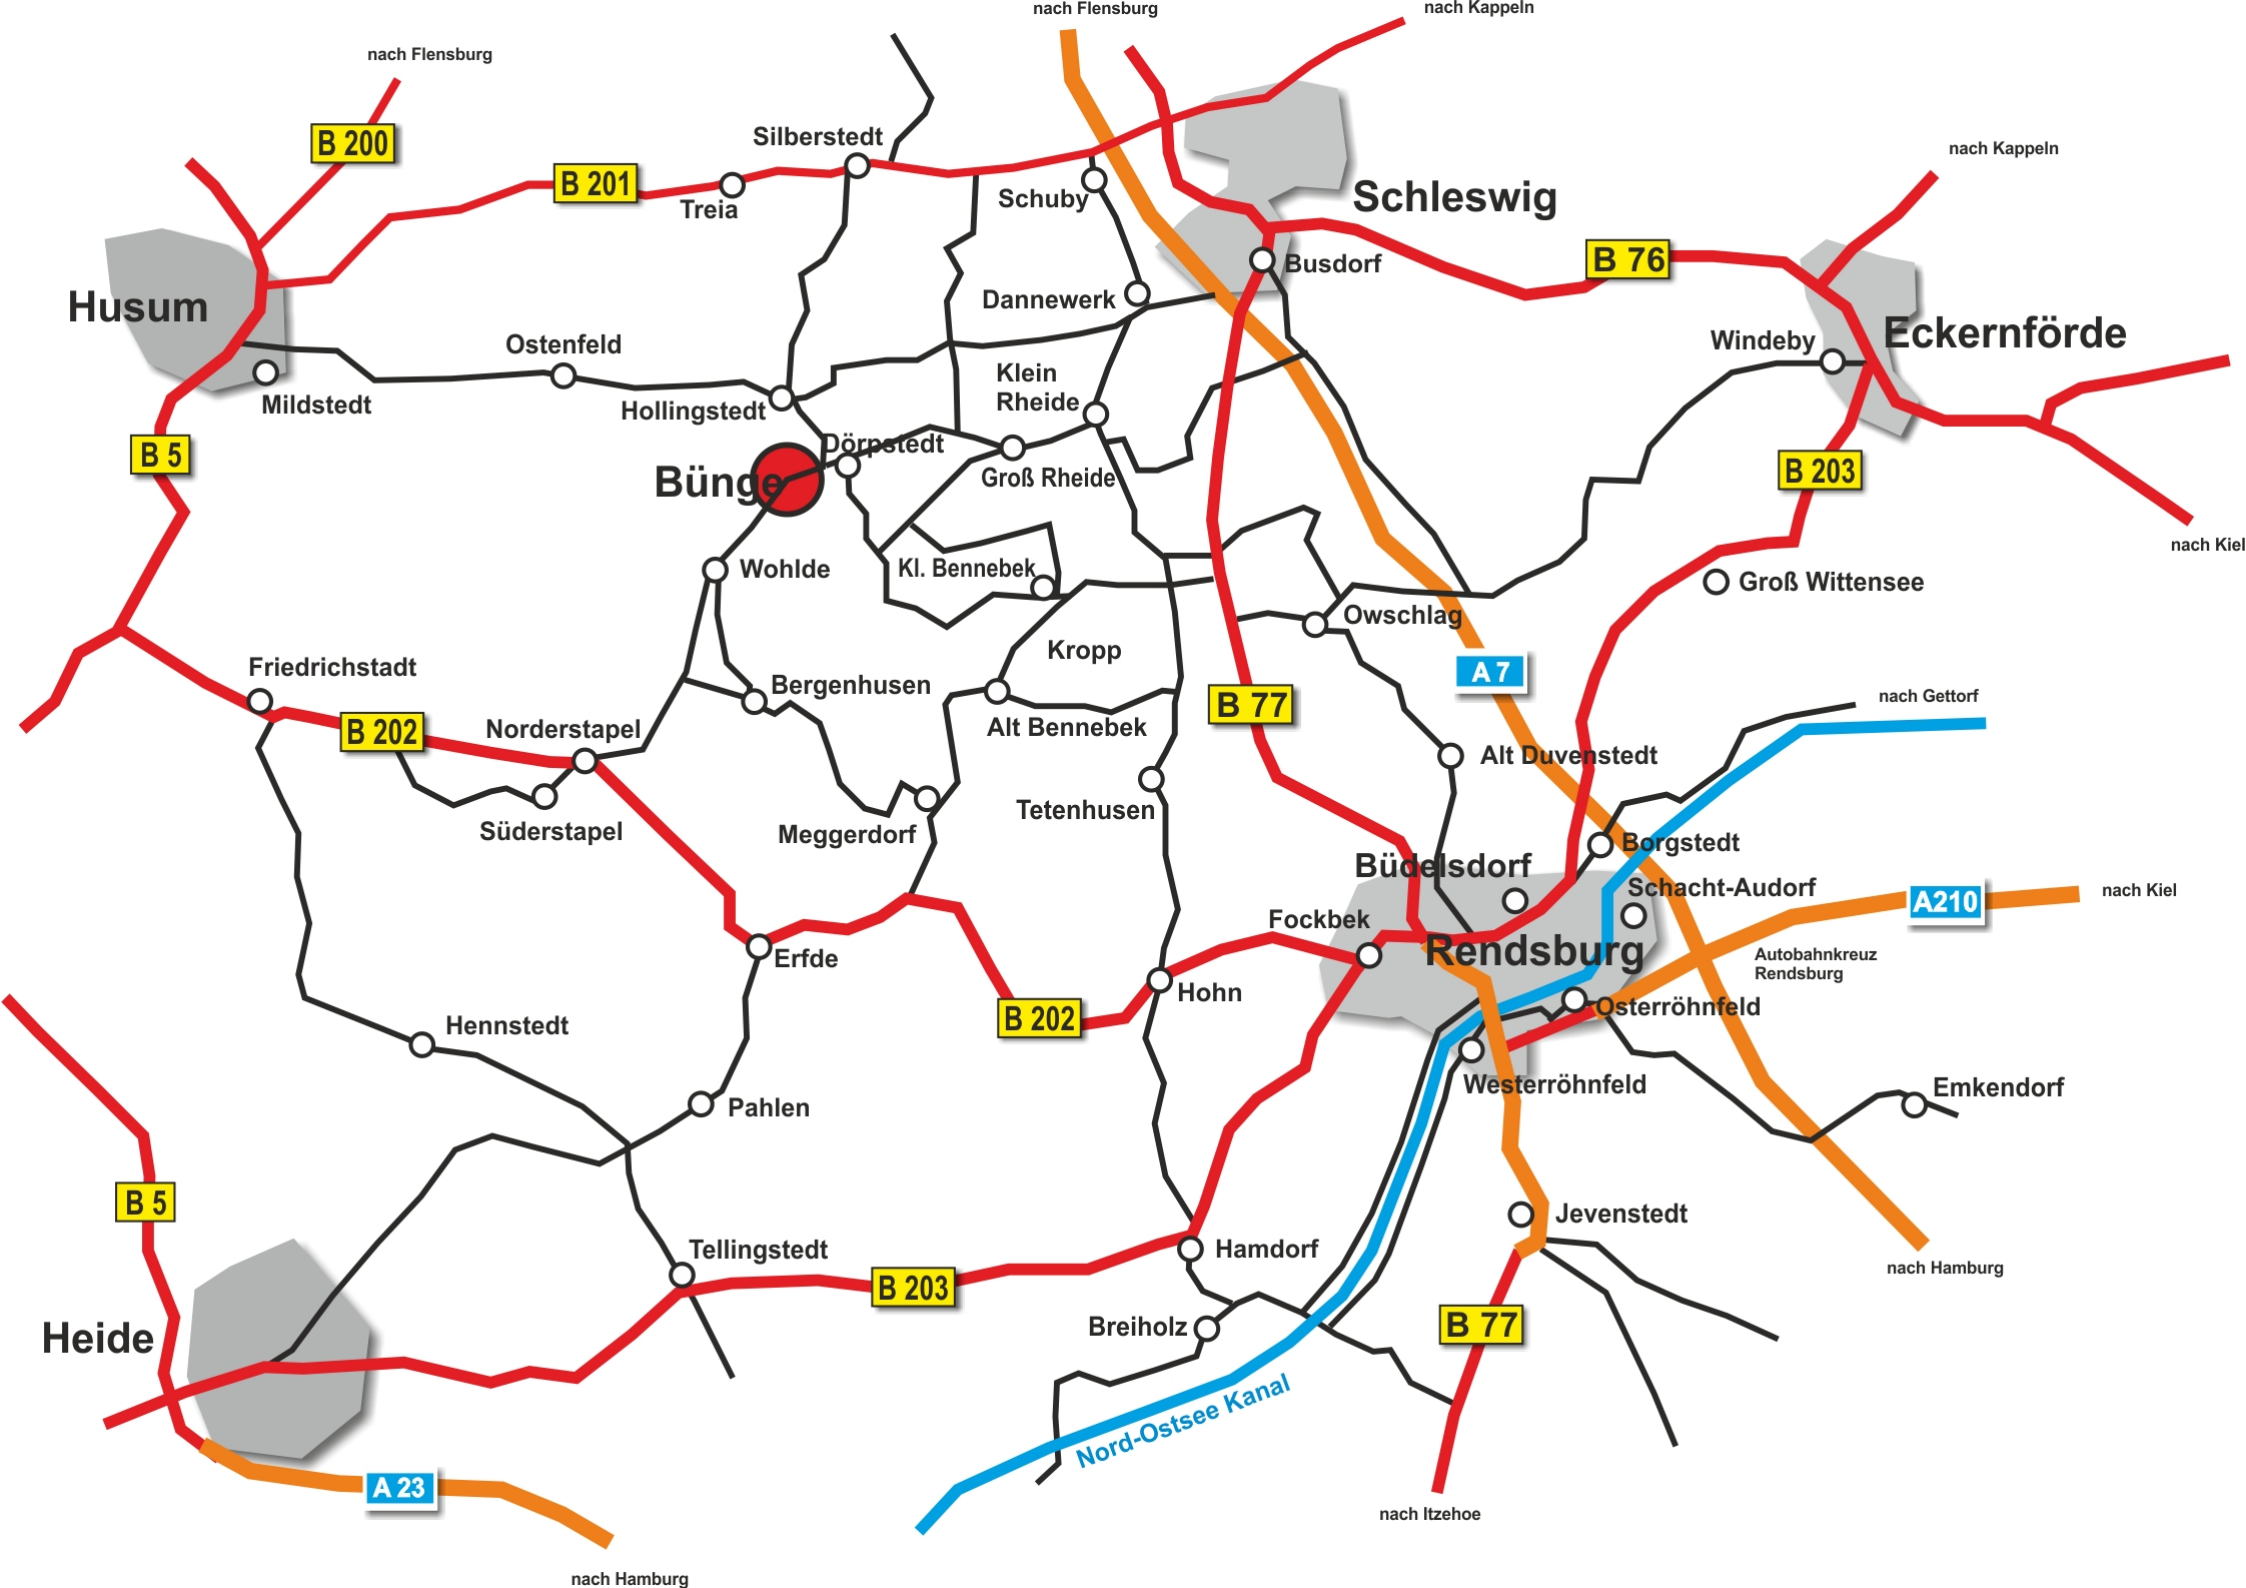 nach Flensburg
nach Kappeln
nach Flensburg
B 200
Silberstedt
nach Kappeln
B 201
Treia
Schuby
Schleswig
B 76
Busdorf
Husum
Dannewerk
Eckernförde
Windeby
Ostenfeld
Klein
Rheide
Mildstedt
Hollingstedt
B 5
Dörpstedt
B 203
Bünge
Groß Rheide
nach Kiel
Wohlde
Kl. Bennebek
Groß Wittensee
Owschlag
Kropp
Friedrichstadt
A 7
Bergenhusen
nach Gettorf
B 77
B 202
Norderstapel
Alt Bennebek
Alt Duvenstedt
Tetenhusen
Süderstapel
Meggerdorf
Borgstedt
Büdelsdorf
Schacht-Audorf
nach Kiel
A210
Fockbek
Rendsburg
Autobahnkreuz
Rendsburg
Erfde
Hohn
Osterröhnfeld
B 202
Hennstedt
Westerröhnfeld
Emkendorf
Pahlen
B 5
Jevenstedt
Tellingstedt
Hamdorf
nach Hamburg
B 203
Heide
Breiholz
B 77
Nord-Ostsee Kanal
A 23
nach Itzehoe
nach Hamburg